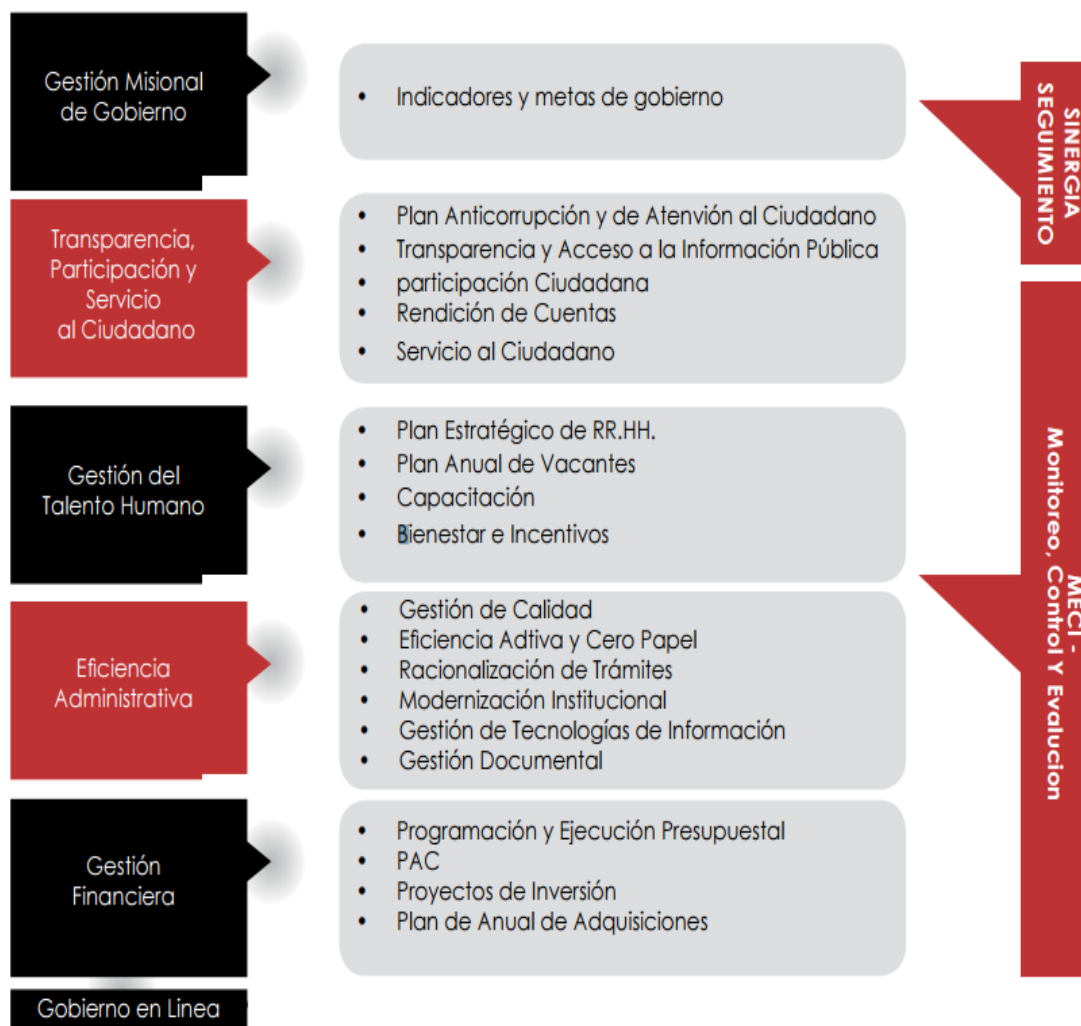 Gestión Misional
de Gobierno
• Indicadores y metas de gobierno
Transparencia,
Participación y
Servicio
al Ciudadano
• Plan Anticorrupción y de Atención al Ciudadano
• Transparencia y Acceso a la Información Pública
• participación Ciudadana
• Rendición de Cuentas
• Servicio al Ciudadano
Gestión del
Talento Humano
• Plan Estratégico de RR.HH.
• Plan Anual de Vacantes
• Capacitación
• Bienestar e Incentivos
Eficiencia
Administrativa
• Gestión de Calidad
• Eficiencia Adtiva y Cero Papel
• Racionalización de Trámites
• Modernización Institucional
• Gestión de Tecnologías de Información
• Gestión Documental
Gestión
Financiera
• Programación y Ejecución Presupuestal
• PAC
• Proyectos de Inversión
• Plan de Anual de Adquisiciones
Gobierno en Linea
SINERGIA
SEGUIMIENTO
MECI -
Monitoreo, Control Y Evalucion